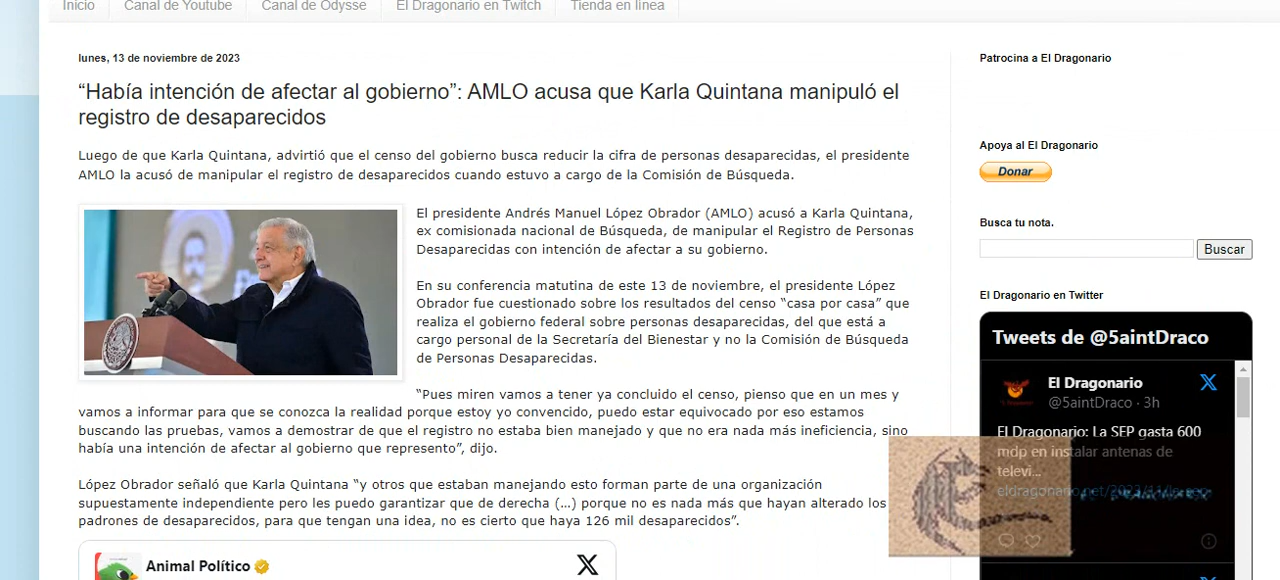 Inicio
Canal de Youtube
Canal de Odysse
El Dragonario en Twitch
Tienda en línea
lunes, 13 de noviembre de 2023
“Había intención de afectar al gobierno”: AMLO acusa que Karla Quintana manipuló el
registro de desaparecidos
Luego de que Karla Quintana, advirtió que el censo del gobierno busca reducir la cifra de personas desaparecidas, el presidente
AMLO la acusó de manipular el registro de desaparecidos cuando estuvo a cargo de la Comisión de Búsqueda.
El presidente Andrés Manuel López Obrador (AMLO) acusó a Karla Quintana,
ex comisionada nacional de Búsqueda, de manipular el Registro de Personas
Desaparecidas con intención de afectar a su gobierno.
En su conferencia matutina de este 13 de noviembre, el presidente López
Obrador fue cuestionado sobre los resultados del censo “casa por casa” que
realiza el gobierno federal sobre personas desaparecidas, del que está a
cargo personal de la Secretaría del Bienestar y no la Comisión de Búsqueda
de Personas Desaparecidas.
“Pues miren vamos a tener ya concluido el censo, pienso que en un mes y
vamos a informar para que se conozca la realidad porque estoy yo convencido, puedo estar equivocado por eso estamos
buscando las pruebas, vamos a demostrar de que el registro no estaba bien manejado y que no era nada más ineficiencia, sino
había una intención de afectar al gobierno que represento”, dijo.
López Obrador señaló que Karla Quintana “y otros que estaban manejando esto forman parte de una organización
supuestamente independiente pero les puedo garantizar que de derecha (…) porque no es nada más que hayan alterado los
padrones de desaparecidos, para que tengan una idea, no es cierto que haya 126 mil desaparecidos”.
Animal Político
Patrocina a El Dragonario
Apoya al El Dragonario
Donar
Busca tu nota.
Buscar
El Dragonario en Twitter
Tweets de @5aintDraco
El Dragonario
@5aintDraco · 3h
El Dragonario: La SEP gasta 600
mdp en instalar antenas de
televi...